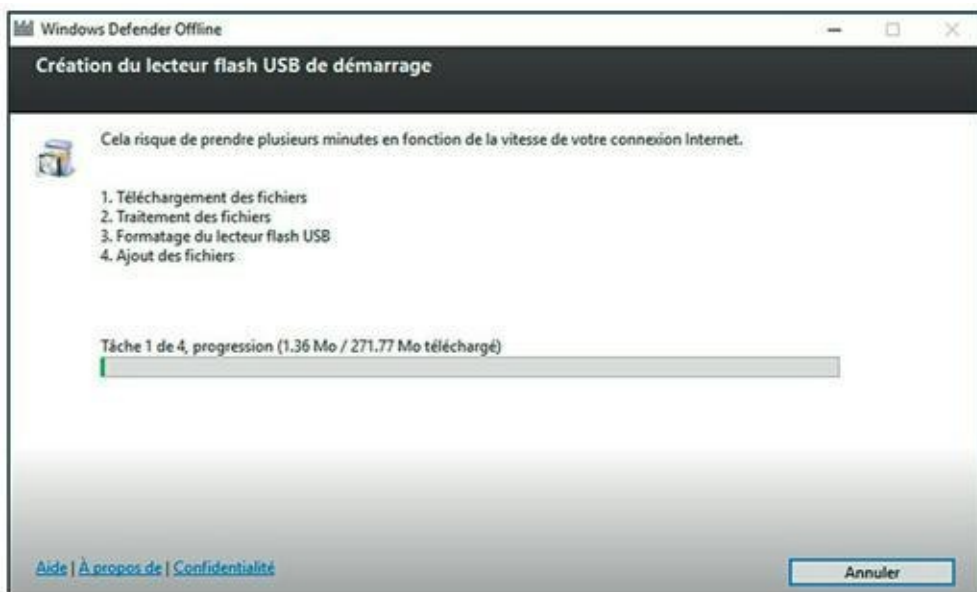 Windows Defender Offline
Création du lecteur flash USB de démarrage
Cela risque de prendre plusieurs minutes en fonction de la vitesse de votre connexion Internet.
1. Téléchargement des fichiers
2. Traitement des fichiers
3. Formatage du lecteur flash USB
4. Ajout des fichiers
Tâche 1 de 4, progression (1.36 Mo / 271.77 Mo téléchargé)
Aide | À propos de | Confidentialité
Annuler